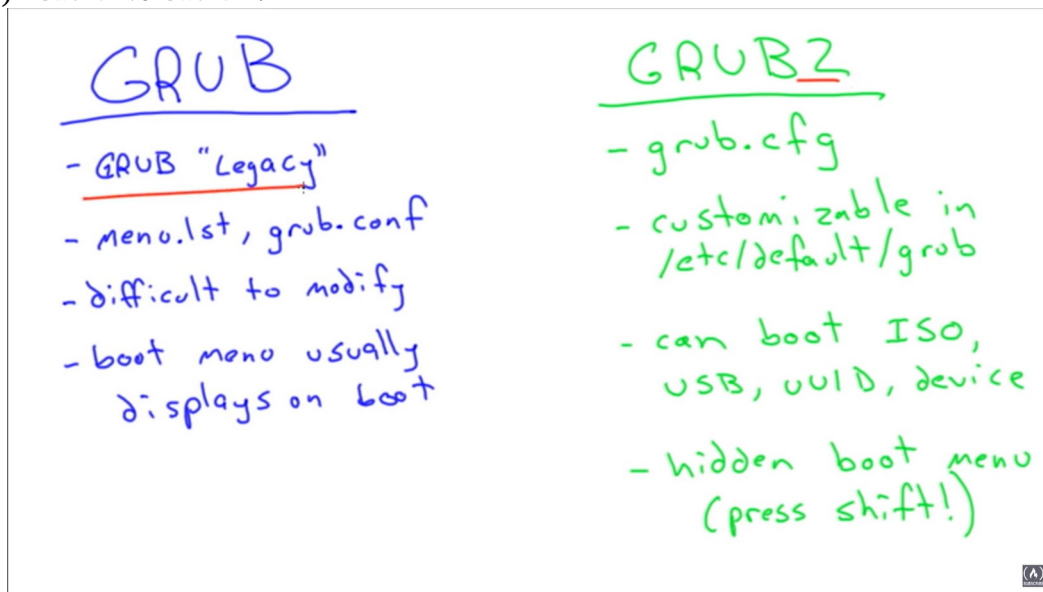 GRUB
- GRUB "Legacy"
- menu.lst, grub.conf
- difficult to modify
- boot menu usually
displays on boot
GRUB2
- grub.cfg
- customizable in
/etc/default/grub
- can boot ISO,
USB, UUID, device
- hidden boot menu
(press shift!)